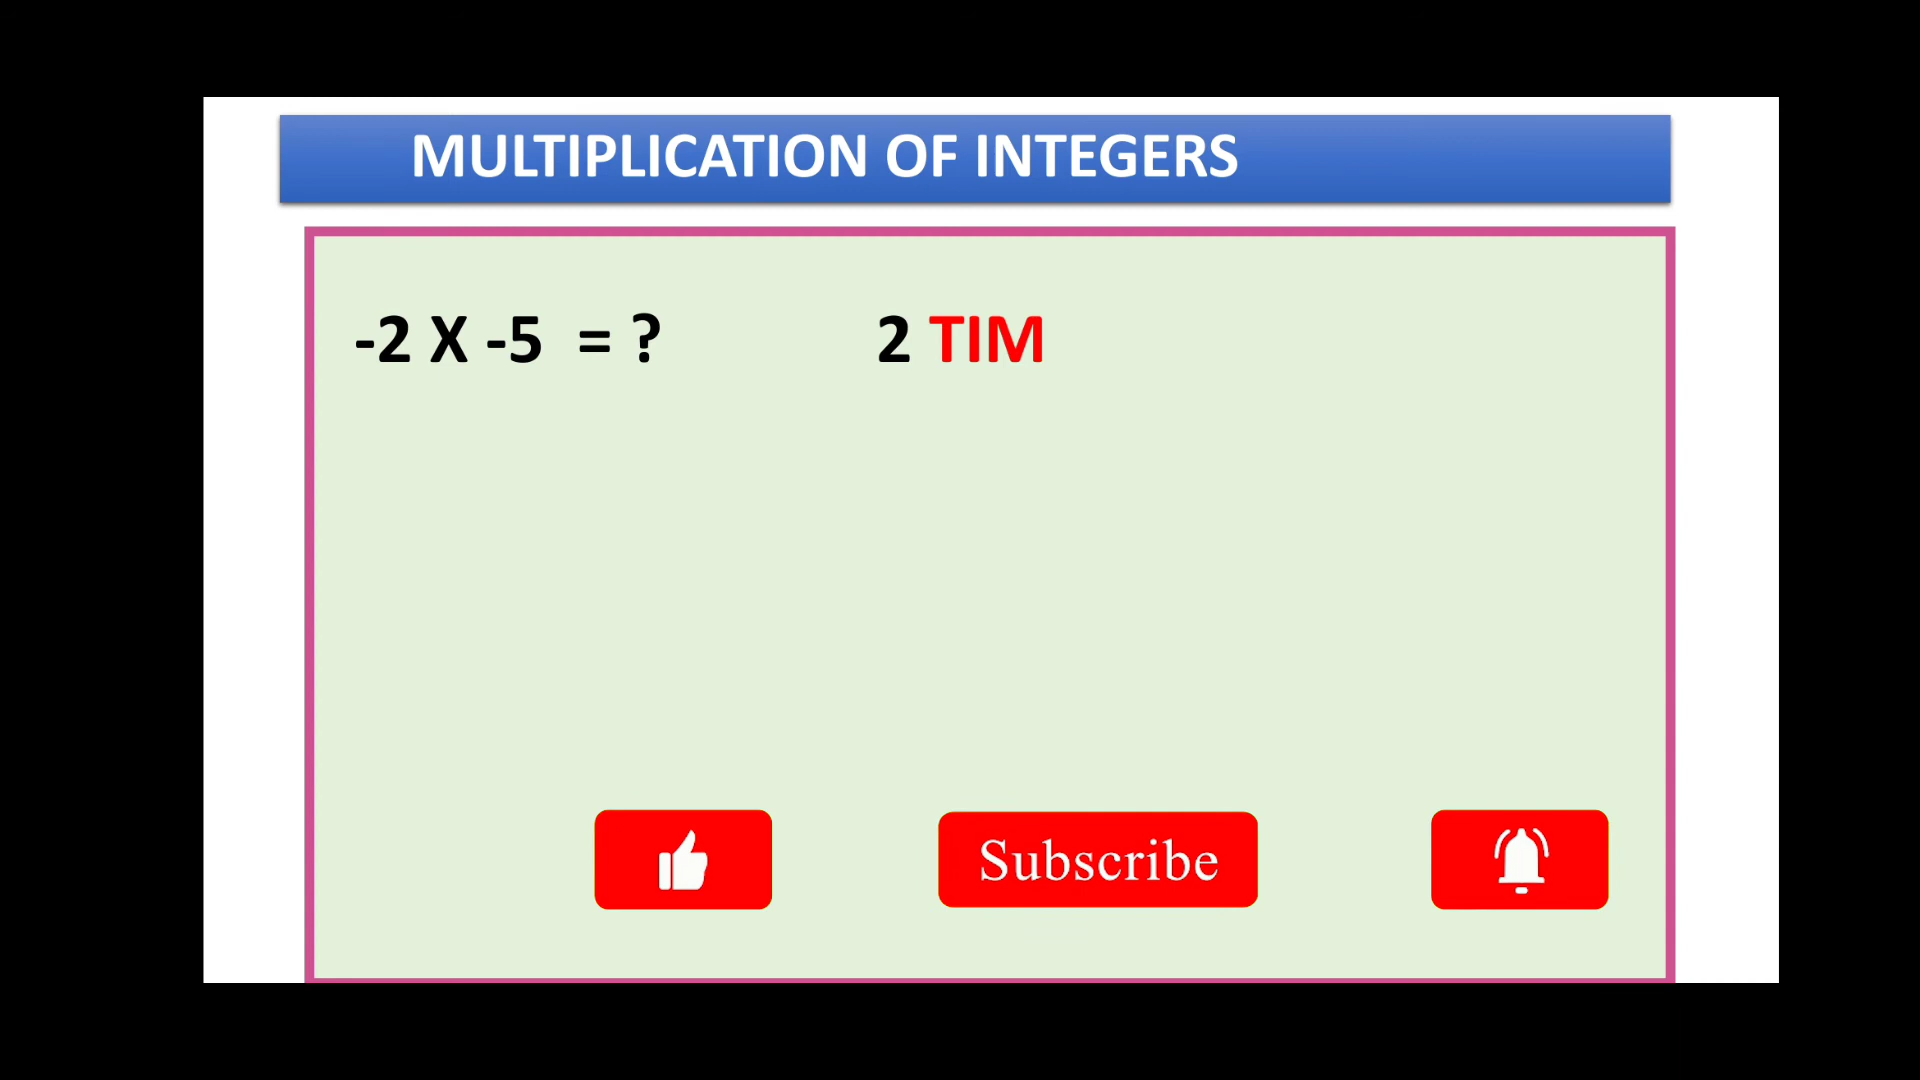 MULTIPLICATION OF INTEGERS
-2 X -5 = ? 2 TIM
Subscribe